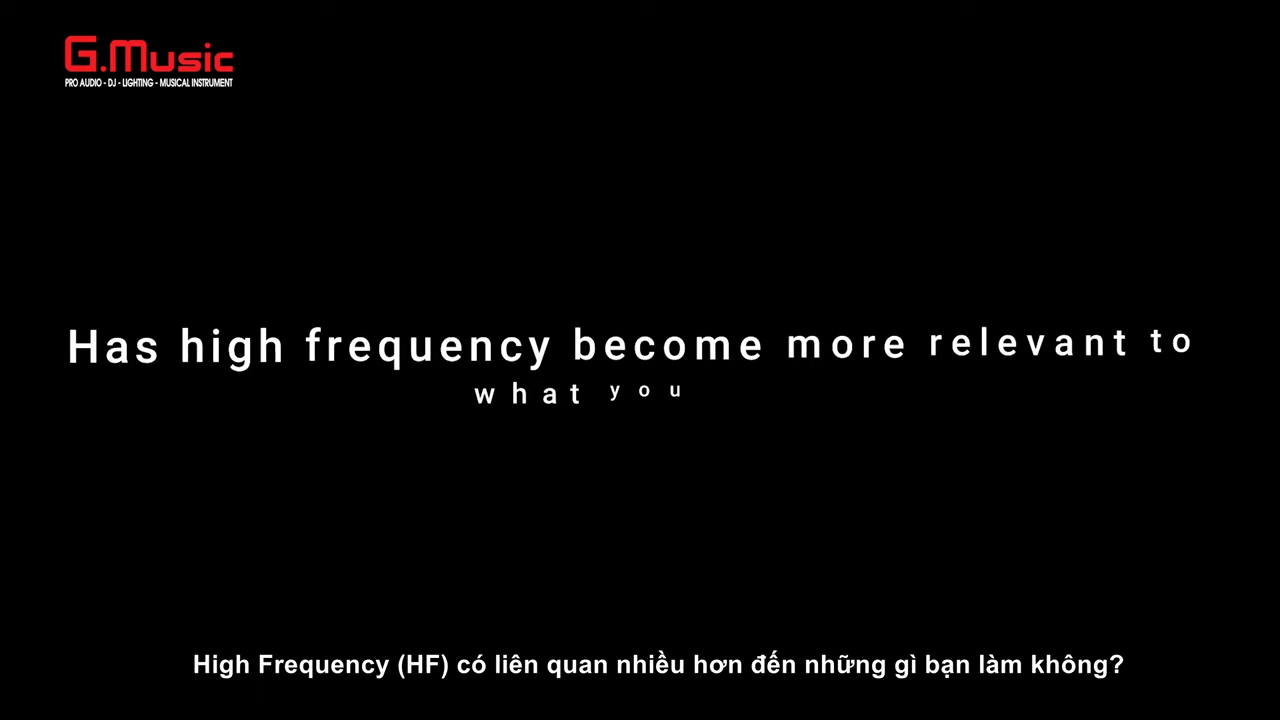 G.Music
PRO AUDIO - DJ - LIGHTING - MUSICAL INSTRUMENT
Has high frequency become more relevant to
what you
High Frequency (HF) có liên quan nhiều hơn đến những gì bạn làm không?